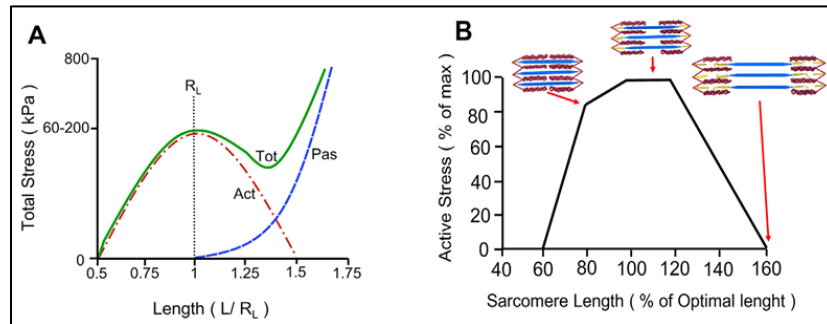 A
800
60-200
0
Total Stress ( kPa)
R_L
Tot
Act
Pas
0.5
0.75
1
1.25
1.5
1.75
Length ( L/ R_L )
B
100
80
60
40
20
0
Active Stress ( % of max )
40
60
80
100
120
140
160
Sarcomere Length ( % of Optimal lenght )